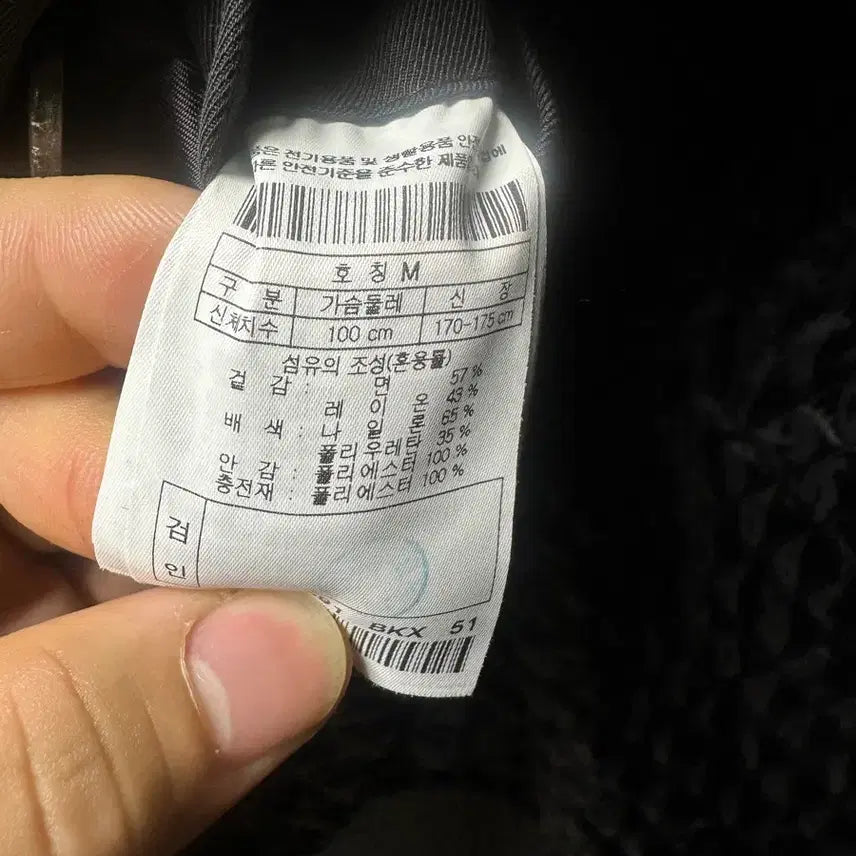 은 전기용품 및 생활용품 안전
른 안전기준을 준수한 제품
호 칭 M
구 분 가슴둘레 신 장
신체치수 100 cm 170-175 cm
섬유의 조성(혼용률)
겉 감 : 면 57 %
레 이 온 43 %
배 색 : 나 일 론 65 %
폴리우레탄 35 %
안 감 : 폴리에스터 100 %
충전재 : 폴리에스터 100 %
검 인
BKX 51